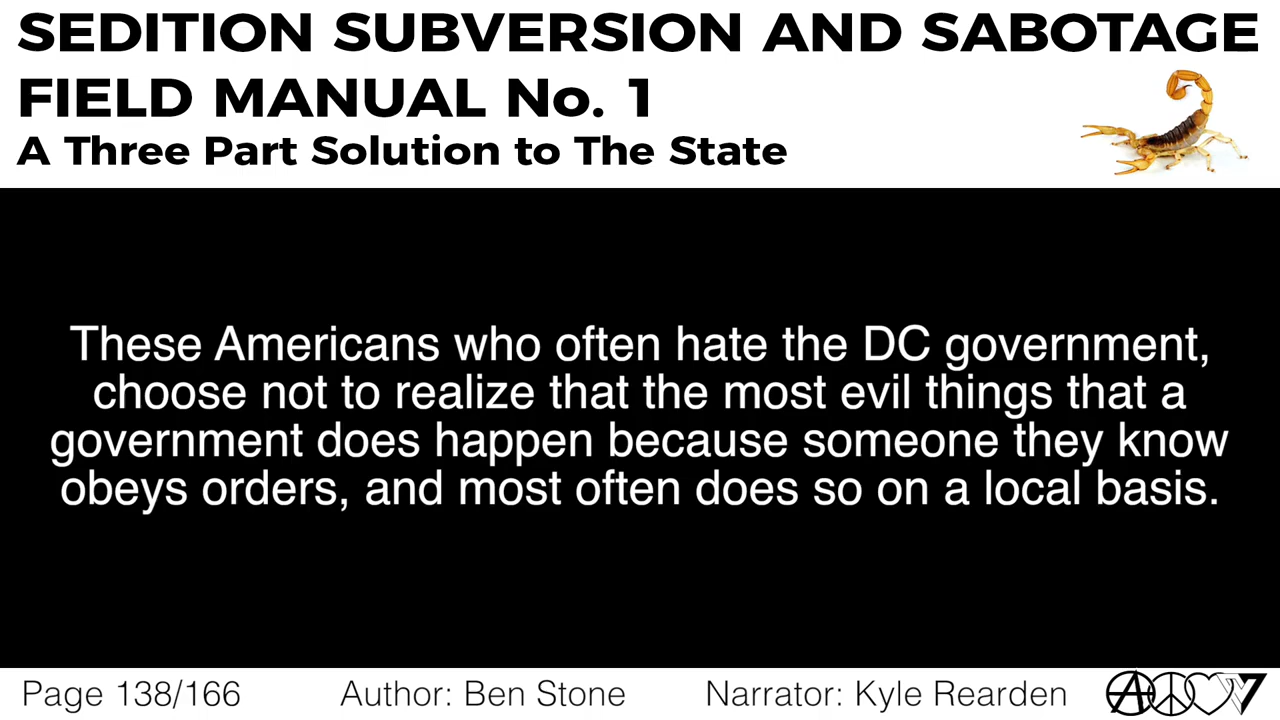 SEDITION SUBVERSION AND SABOTAGE
FIELD MANUAL No. 1
A Three Part Solution to The State
These Americans who often hate the DC government,
choose not to realize that the most evil things that a
government does happen because someone they know
obeys orders, and most often does so on a local basis.
Page 138/166 Author: Ben Stone Narrator: Kyle Rearden